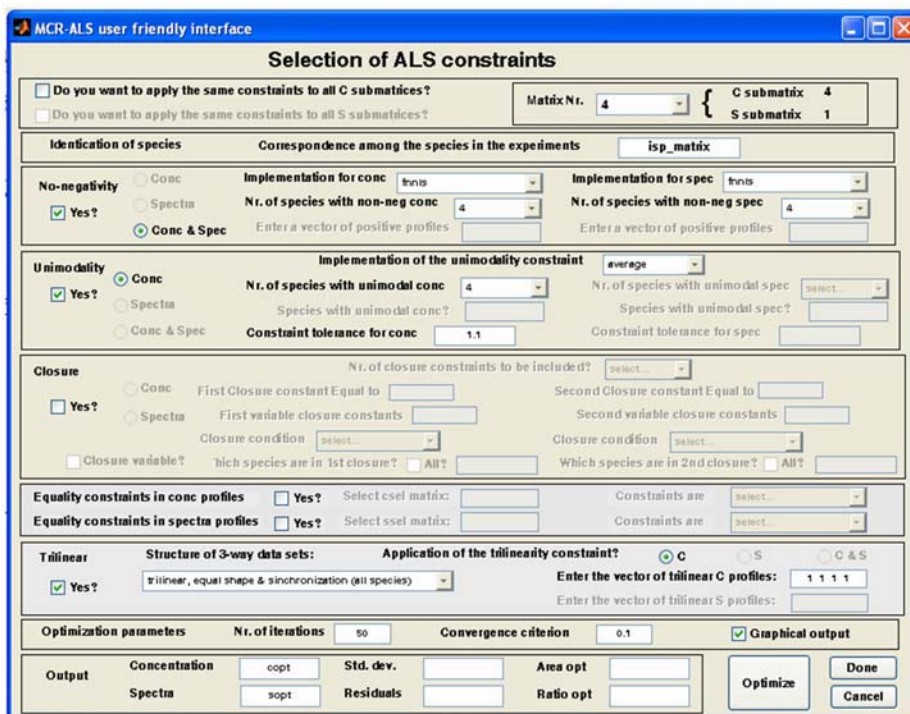 MCR-ALS user friendly interface
Selection of ALS constraints
Do you want to apply the same constraints to all C submatrices?
Do you want to apply the same constraints to all S submatrices?
Matrix Nr. 4 { C submatrix 4
S submatrix 1
Identication of species Correspondence among the species in the experiments isp_matrix
No-negativity
Yes?
Conc
Spectra
Conc & Spec
Implementation for conc fnnls
Nr. of species with non-neg conc 4
Enter a vector of positive profiles
Implementation for spec fnnls
Nr. of species with non-neg spec 4
Enter a vector of positive profiles
Unimodality
Yes?
Conc
Spectra
Conc & Spec
Implementation of the unimodality constraint average
Nr. of species with unimodal conc 4
Species with unimodal conc?
Constraint tolerance for conc 1.1
Nr. of species with unimodal spec select...
Species with unimodal spec?
Constraint tolerance for spec
Closure
Yes?
Conc
Spectra
Nr. of closure constraints to be included? select...
First Closure constant Equal to
Second Closure constant Equal to
First variable closure constants
Second variable closure constants
Closure condition select...
Closure condition select...
Closure variable?
'hich species are in 1st closure? All?
Which species are in 2nd closure? All?
Equality constraints in conc profiles Yes? Select csel matrix: Constraints are select...
Equality constraints in spectra profiles Yes? Select ssel matrix: Constraints are select...
Trilinear
Yes?
Structure of 3-way data sets:
trilinear, equal shape & sinchronization (all species)
Application of the trilinearity constraint? C S C & S
Enter the vector of trilinear C profiles: 1 1 1 1
Enter the vector of trilinear S profiles:
Optimization parameters Nr. of iterations 50 Convergence criterion 0.1 Graphical output
Output
Concentration copt Std. dev. Area opt
Spectra sopt Residuals Ratio opt
Optimize
Done
Cancel